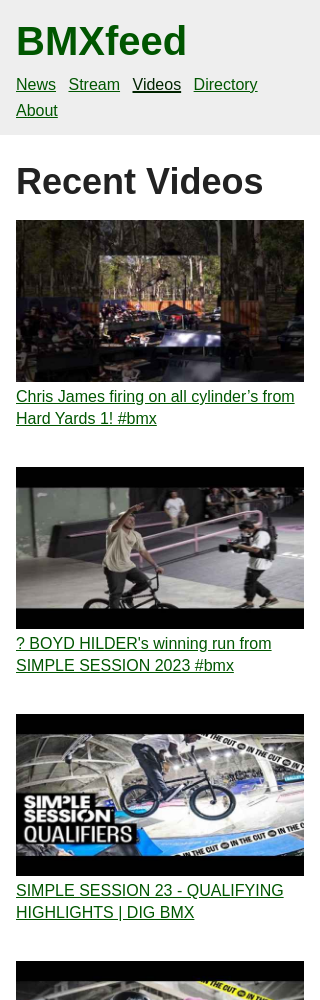 BMXfeed
News Stream Videos Directory
About
Recent Videos
Chris James firing on all cylinder’s from
Hard Yards 1! #bmx
? BOYD HILDER's winning run from
SIMPLE SESSION 2023 #bmx
IN THE CUT
IN THE CUT
SIMPLE
SESSION
QUALIFIERS
IN THE CUT
SIMPLE SESSION 23 - QUALIFYING
HIGHLIGHTS | DIG BMX